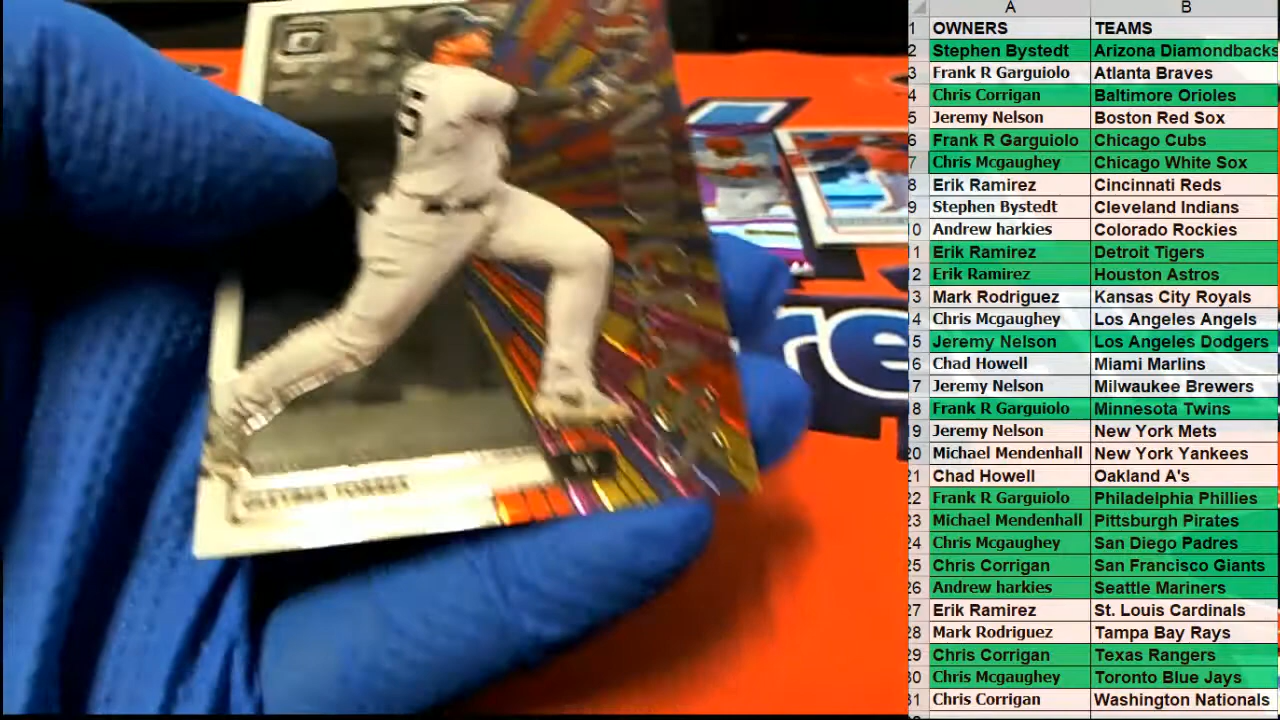 A B
1 OWNERS TEAMS
2 Stephen Bystedt Arizona Diamondbacks
3 Frank R Garguiolo Atlanta Braves
4 Chris Corrigan Baltimore Orioles
5 Jeremy Nelson Boston Red Sox
6 Frank R Garguiolo Chicago Cubs
7 Chris Mcgaughey Chicago White Sox
8 Erik Ramirez Cincinnati Reds
9 Stephen Bystedt Cleveland Indians
0 Andrew harkies Colorado Rockies
1 Erik Ramirez Detroit Tigers
2 Erik Ramirez Houston Astros
3 Mark Rodriguez Kansas City Royals
4 Chris Mcgaughey Los Angeles Angels
5 Jeremy Nelson Los Angeles Dodgers
6 Chad Howell Miami Marlins
7 Jeremy Nelson Milwaukee Brewers
8 Frank R Garguiolo Minnesota Twins
9 Jeremy Nelson New York Mets
20 Michael Mendenhall New York Yankees
21 Chad Howell Oakland A's
22 Frank R Garguiolo Philadelphia Phillies
23 Michael Mendenhall Pittsburgh Pirates
24 Chris Mcgaughey San Diego Padres
25 Chris Corrigan San Francisco Giants
26 Andrew harkies Seattle Mariners
27 Erik Ramirez St. Louis Cardinals
28 Mark Rodriguez Tampa Bay Rays
29 Chris Corrigan Texas Rangers
30 Chris Mcgaughey Toronto Blue Jays
31 Chris Corrigan Washington Nationals
5
re